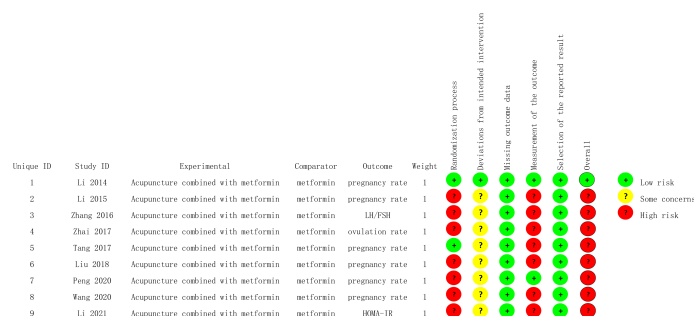 Randomization process
Deviations from intended intervention
Missing outcome data
Measurement of the outcome
Selection of the reported result
Overall
Unique ID Study ID Experimental Comparator Outcome Weight
1 Li 2014 Acupuncture combined with metformin metformin pregnancy rate 1 + + + + + + + Low risk
2 Li 2015 Acupuncture combined with metformin metformin pregnancy rate 1 ? ? + ? + ? ? Some concerns
3 Zhang 2016 Acupuncture combined with metformin metformin LH/FSH 1 ? ? + ? + ? ? High risk
4 Zhai 2017 Acupuncture combined with metformin metformin ovulation rate 1 ? ? + ? + ?
5 Tang 2017 Acupuncture combined with metformin metformin pregnancy rate 1 + ? + ? + ?
6 Liu 2018 Acupuncture combined with metformin metformin pregnancy rate 1 ? ? + ? + ?
7 Peng 2020 Acupuncture combined with metformin metformin pregnancy rate 1 ? ? + + + ?
8 Wang 2020 Acupuncture combined with metformin metformin pregnancy rate 1 ? ? + ? + ?
9 Li 2021 Acupuncture combined with metformin metformin HOMA-IR 1 ? ? + ? + ?